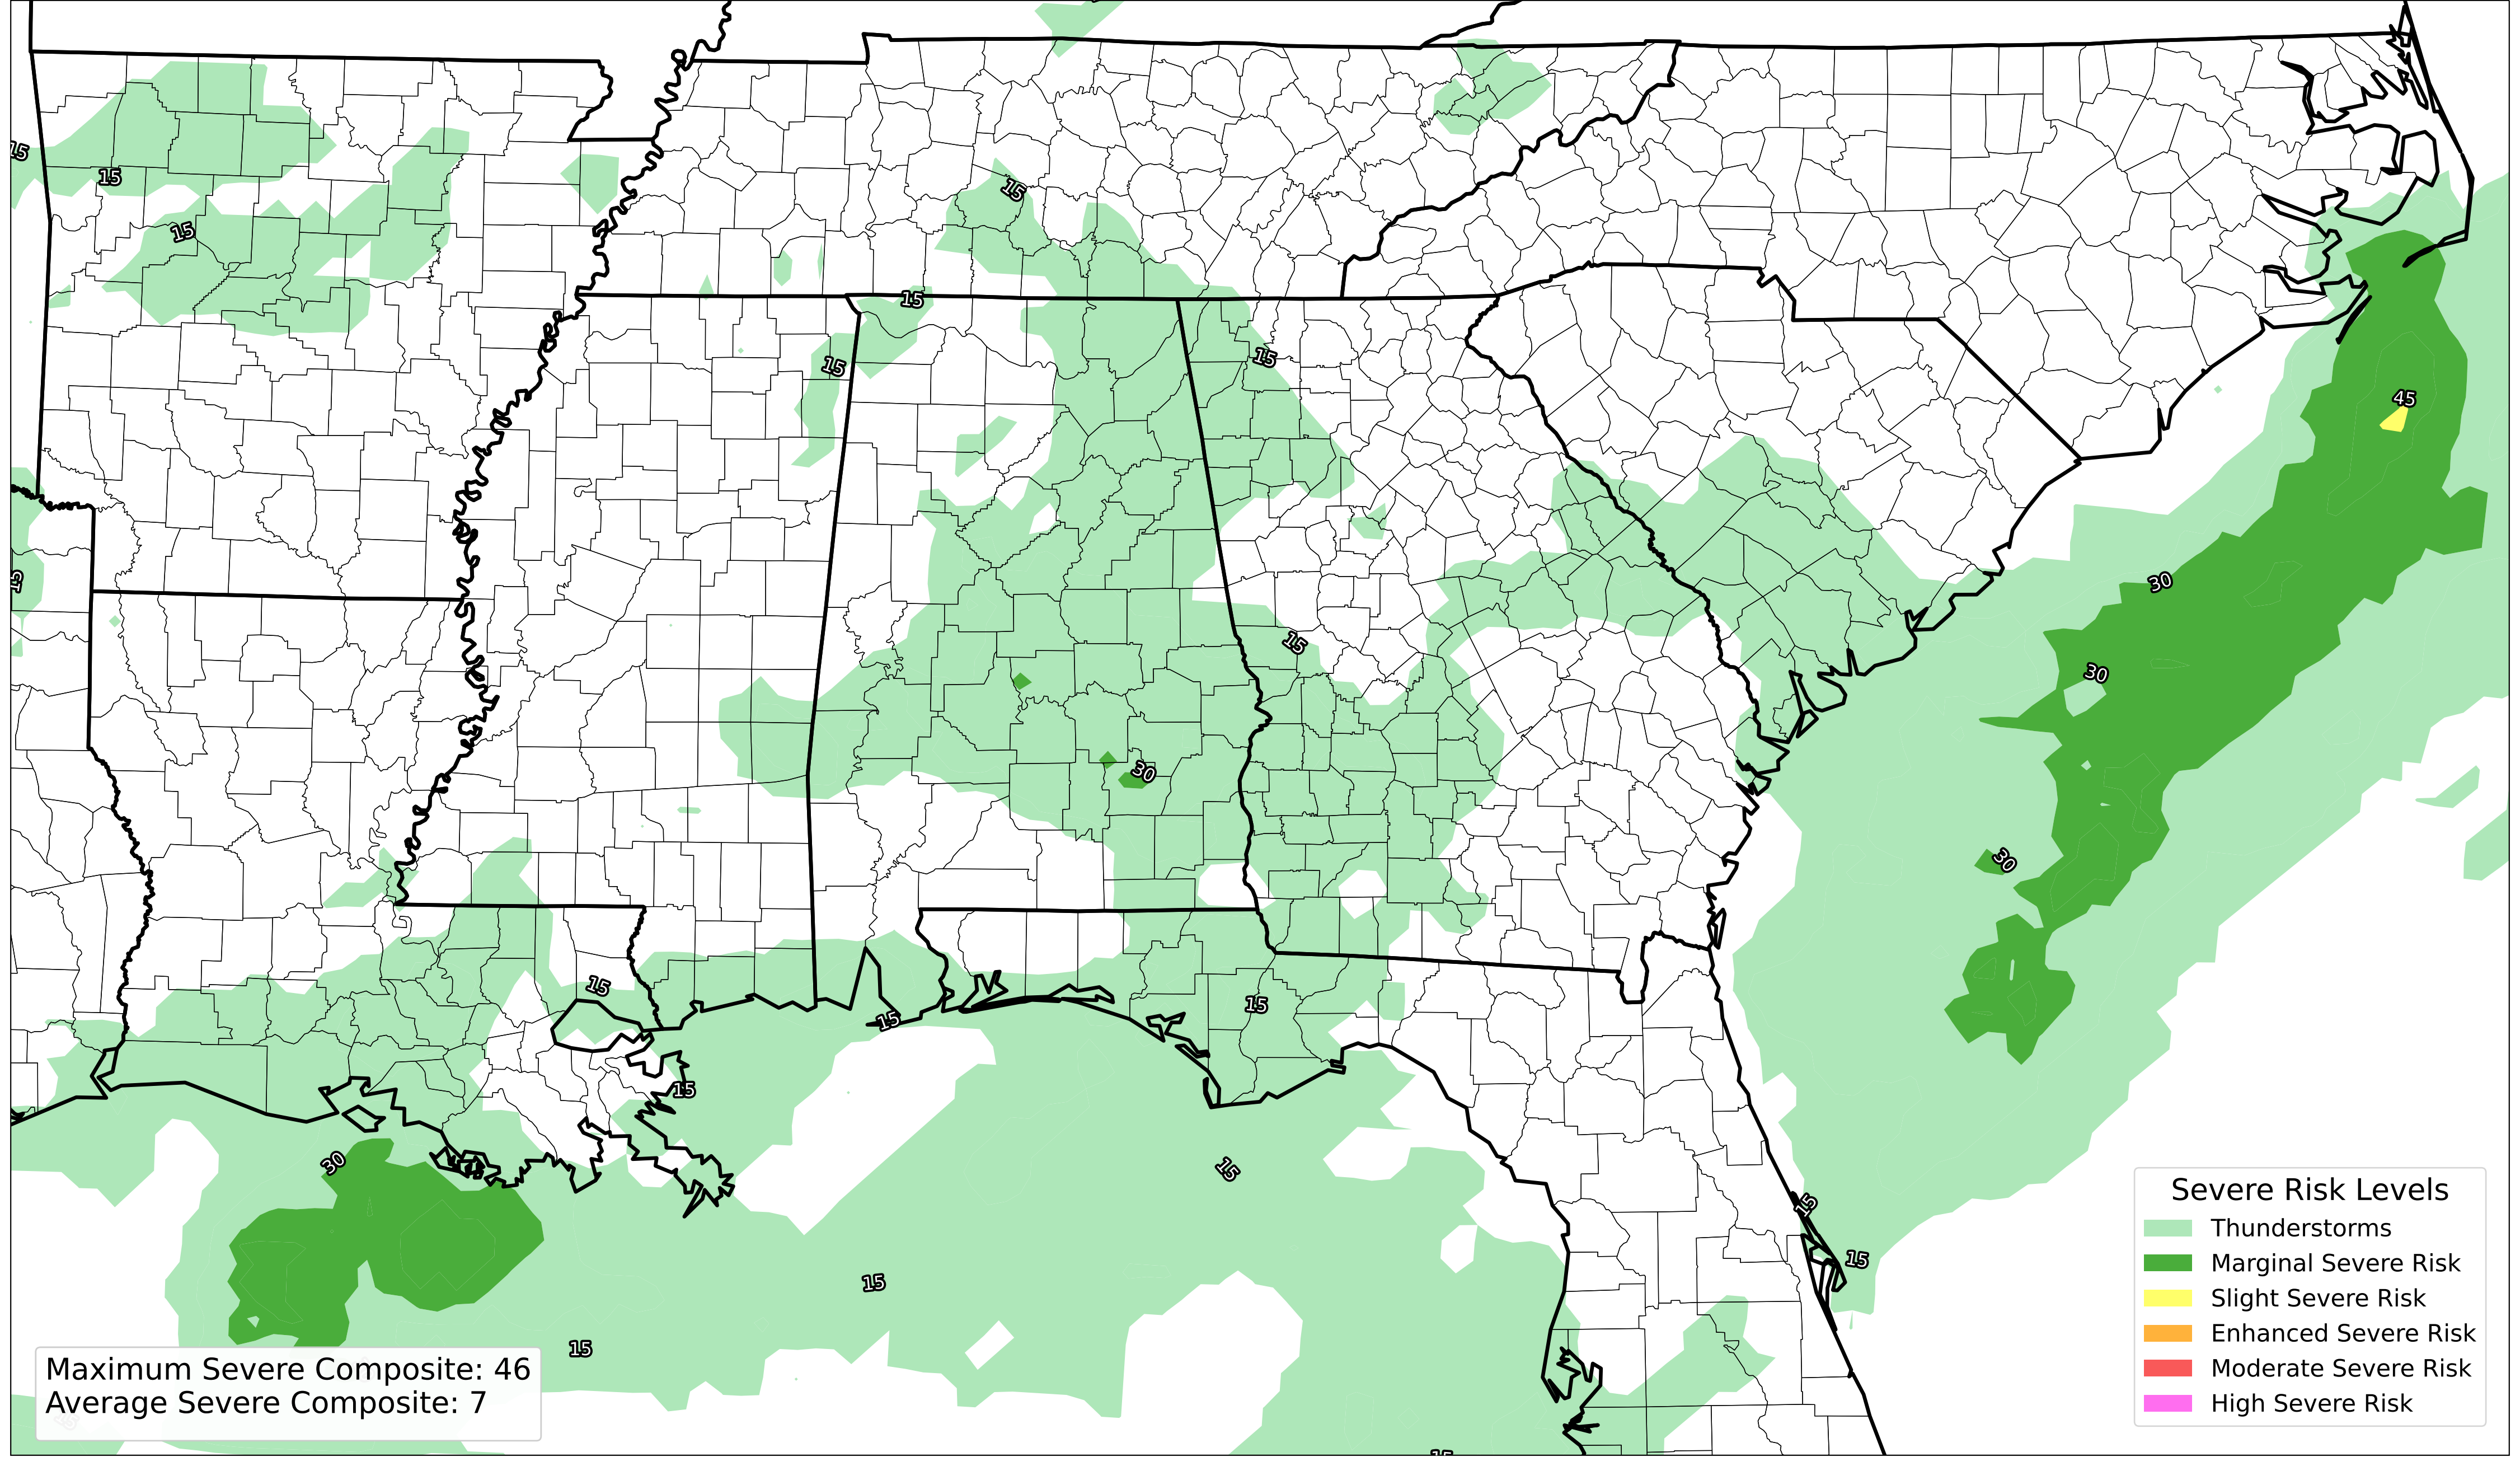 15
15
15
15
15
15
15
45
15
30
15
30
30
30
15
15
15
15
30
15
15
15
15
15
15
Severe Risk Levels
Thunderstorms
Marginal Severe Risk
Slight Severe Risk
Enhanced Severe Risk
Moderate Severe Risk
High Severe Risk
Maximum Severe Composite: 46
Average Severe Composite: 7